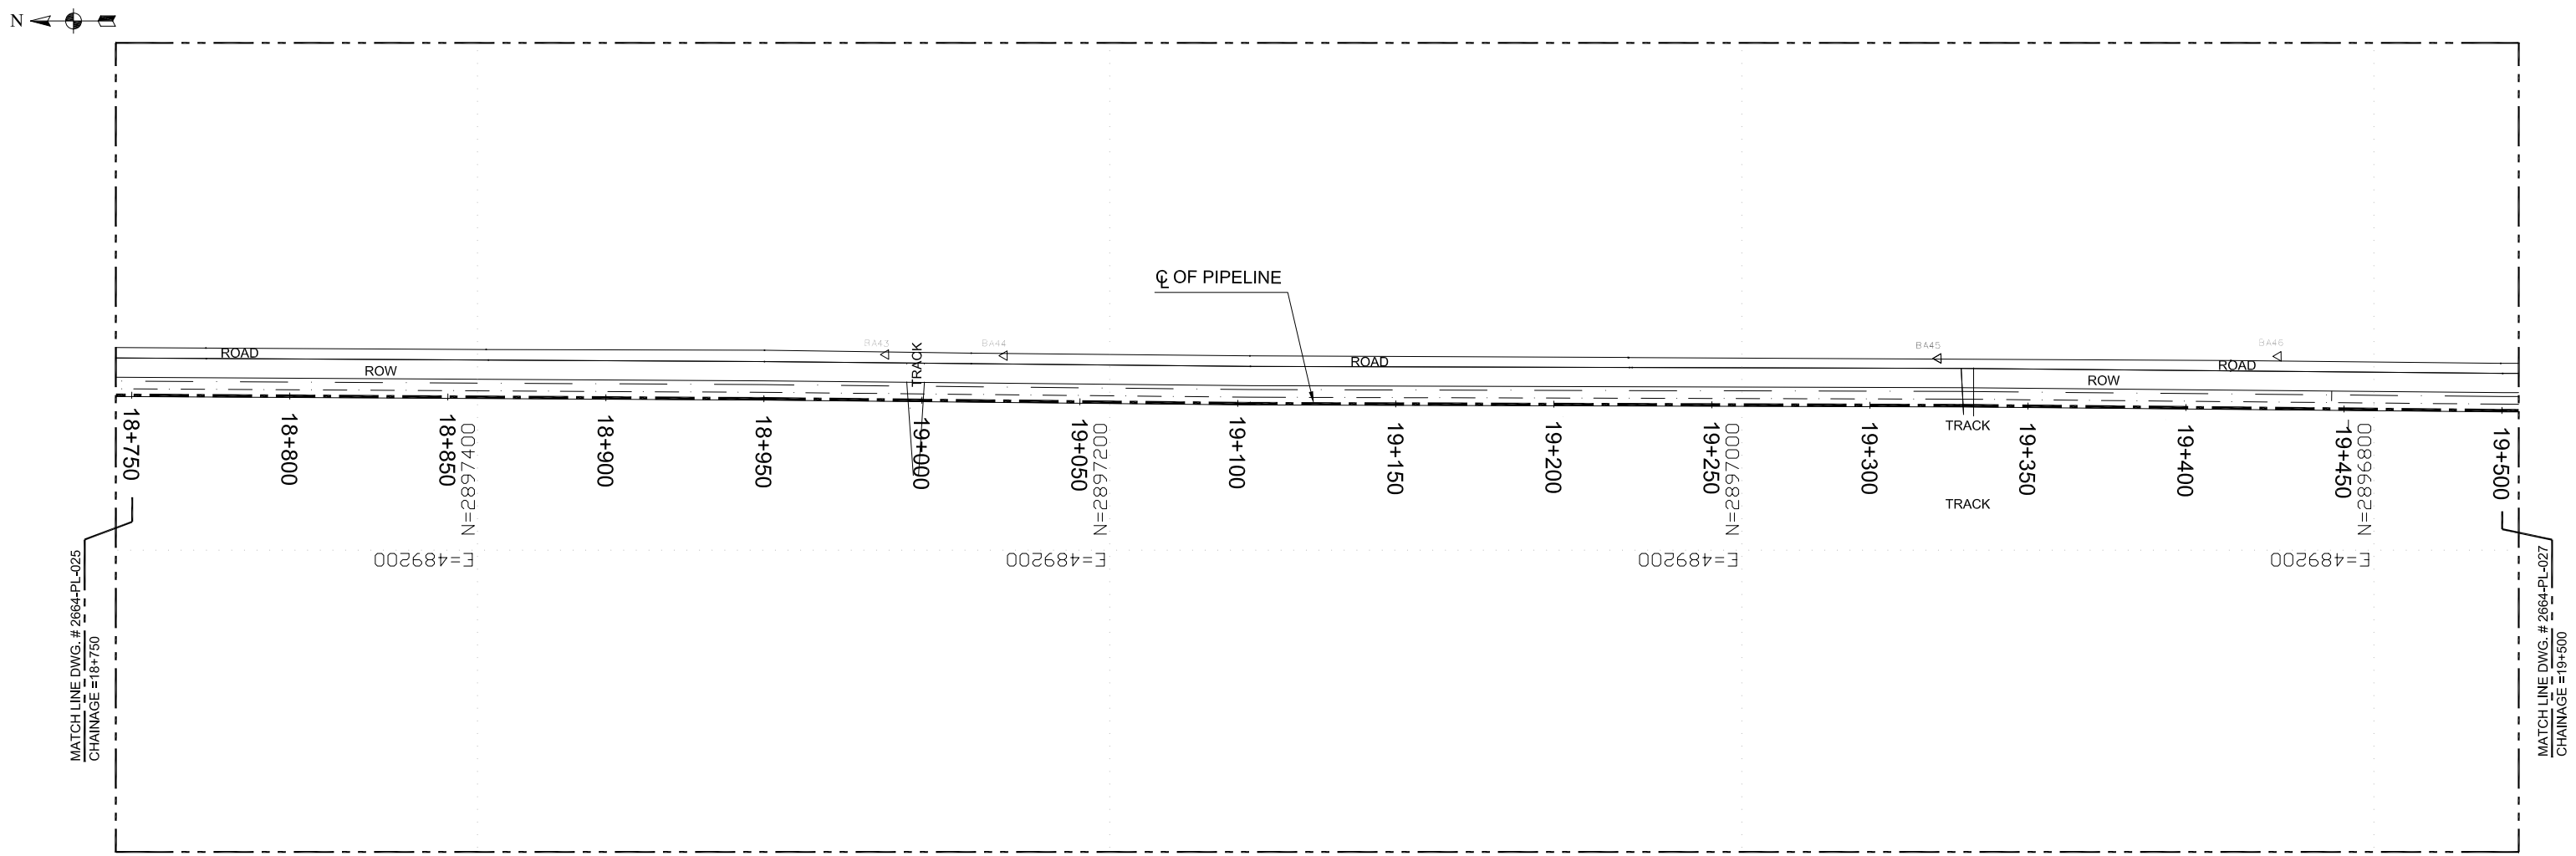 N
℄ OF PIPELINE
BA43
BA44
BA45
BA46
ROAD
TRACK
ROAD
ROAD
ROW
ROW
18+750
18+800
18+850
18+900
18+950
19+000
19+050
19+100
19+150
19+200
19+250
19+300
19+350
19+400
19+450
19+500
TRACK
TRACK
N=2897400
N=2897200
N=2897000
N=2896800
E=489200
E=489200
E=489200
E=489200
MATCH LINE DWG. # 2664-PL-025
CHAINAGE =18+750
MATCH LINE DWG. # 2664-PL-027
CHAINAGE =19+500